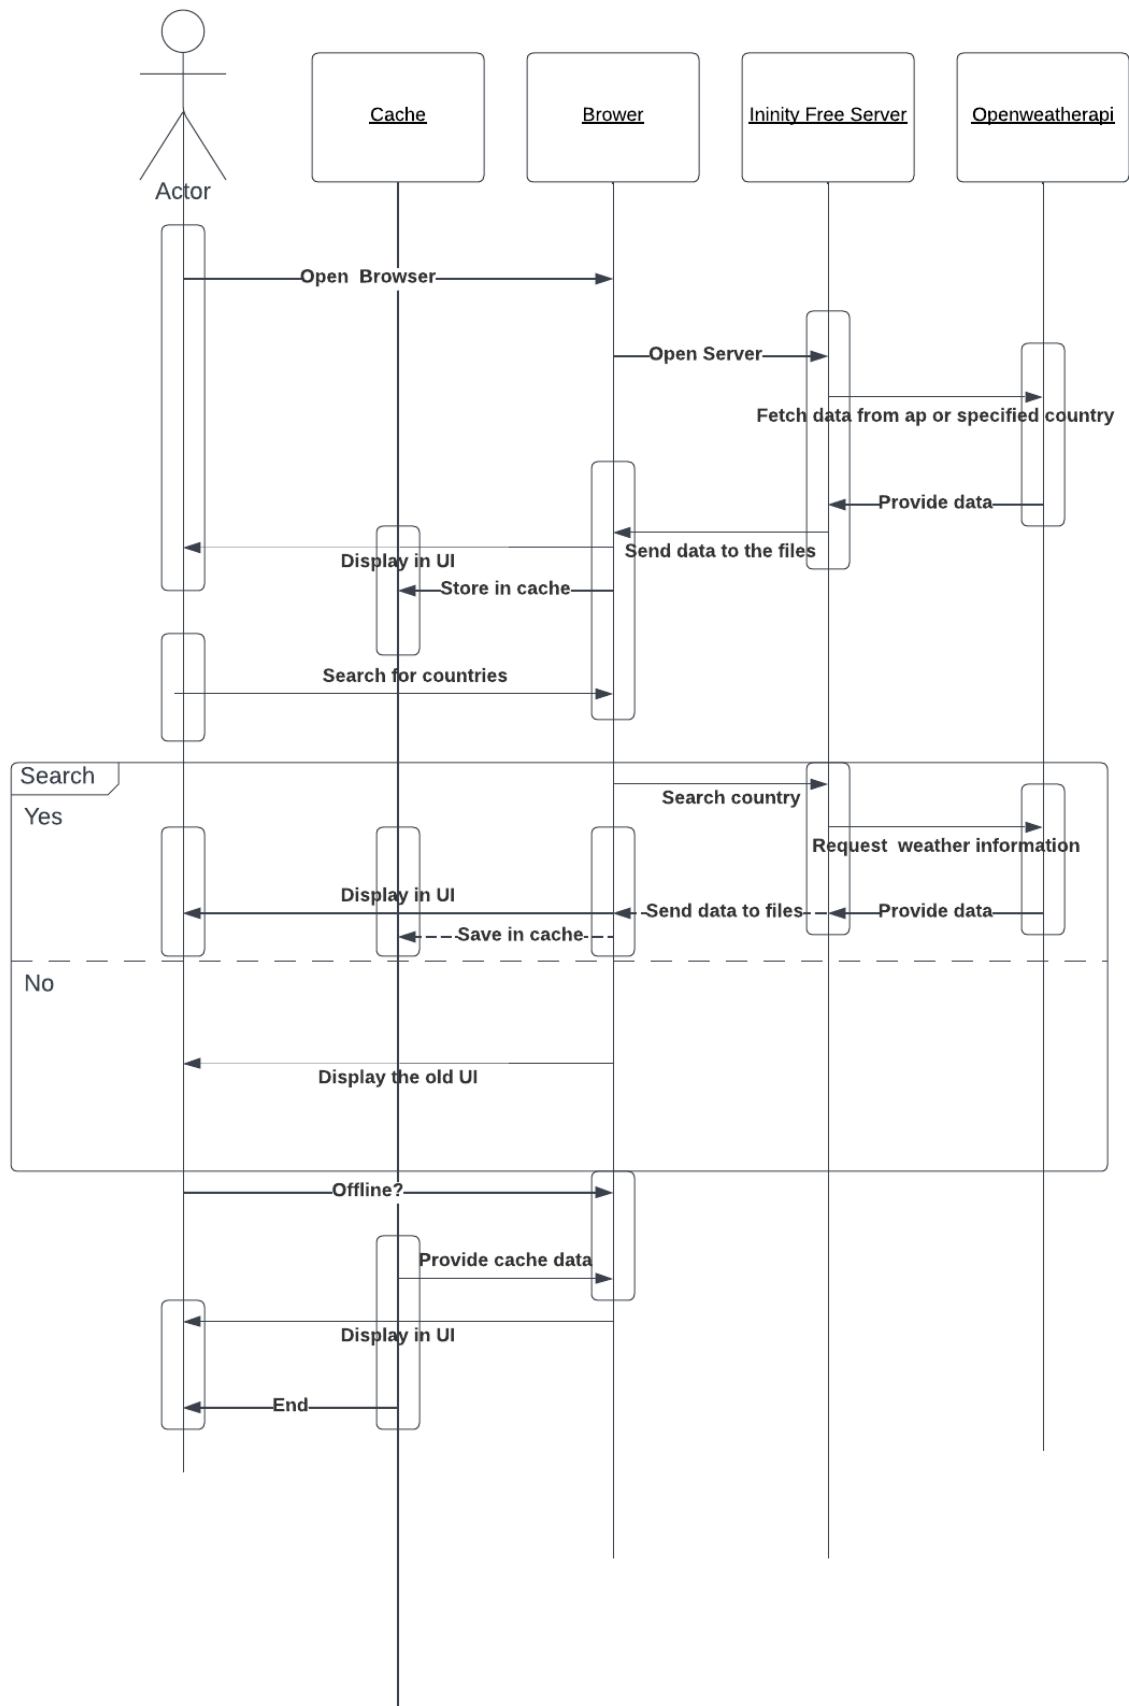 Actor
Cache
Brower
Ininity Free Server
Openweatherapi
Open  Browser
Open Server
Fetch data from ap or specified country
Provide data
Send data to the files
Display in UI
Store in cache
Search for countries
Search
Yes
Search country
Request  weather information
Display in UI
Send data to files
Provide data
Save in cache
No
Display the old UI
Offline?
Provide cache data
Display in UI
End